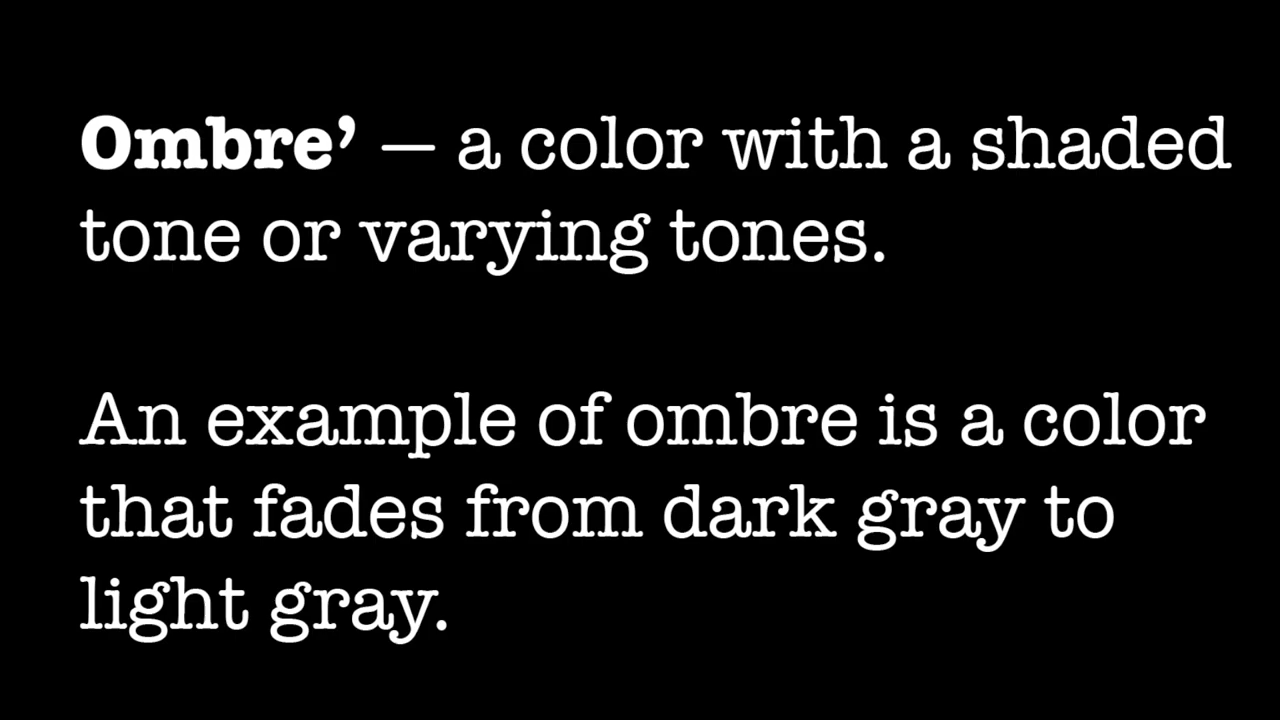 Ombre’ — a color with a shaded
tone or varying tones.
An example of ombre is a color
that fades from dark gray to
light gray.